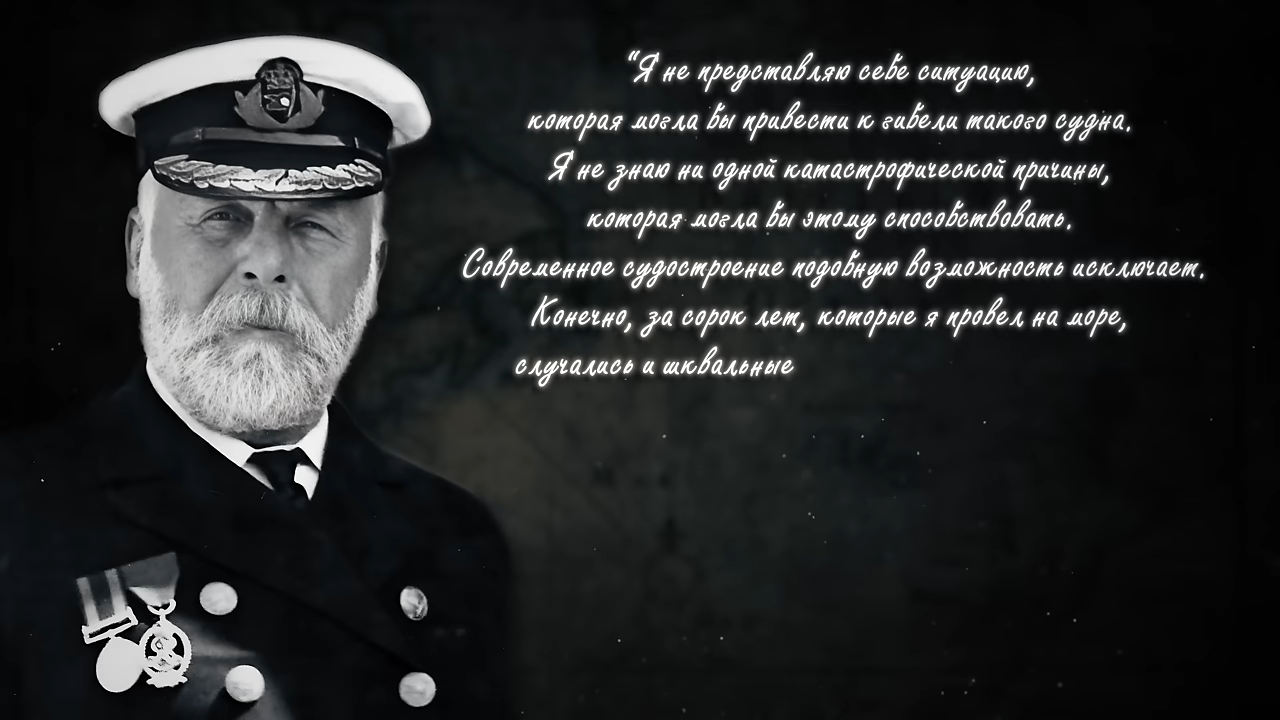 “Я не представляю себе ситуацию,
которая могла бы привести к гибели такого судна.
Я не знаю ни одной катастрофической причины,
которая могла бы этому способствовать.
Современное судостроение подобную возможность исключает.
Конечно, за сорок лет, которые я провел на море,
случались и шквальные